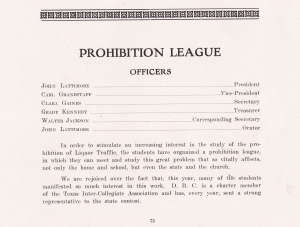 PROHIBITION LEAGUE
OFFICERS
JOHN LATTIMORE President
CARL GRANDSTAFF Vice-President
CLARA GAINES Secretary
GRADY KENNEDY Treasurer
WALTER JACKSON Corresponding Secretary
JOHN LATTIMORE Orator
In order to stimulate an increasing interest in the study of the pro-
hibition of Liquor Traffic, the students have organized a prohibition league,
in which they can meet and study this great problem that so vitally affects,
not only the home and school, but even the state and the church.
We are rejoiced over the fact that, this year, many of the students
manifested so much interest in this work. D. B. C. is a charter member
of the Texas Inter-Collegiate Association and has, every year, sent a strong
representative to the state contest.